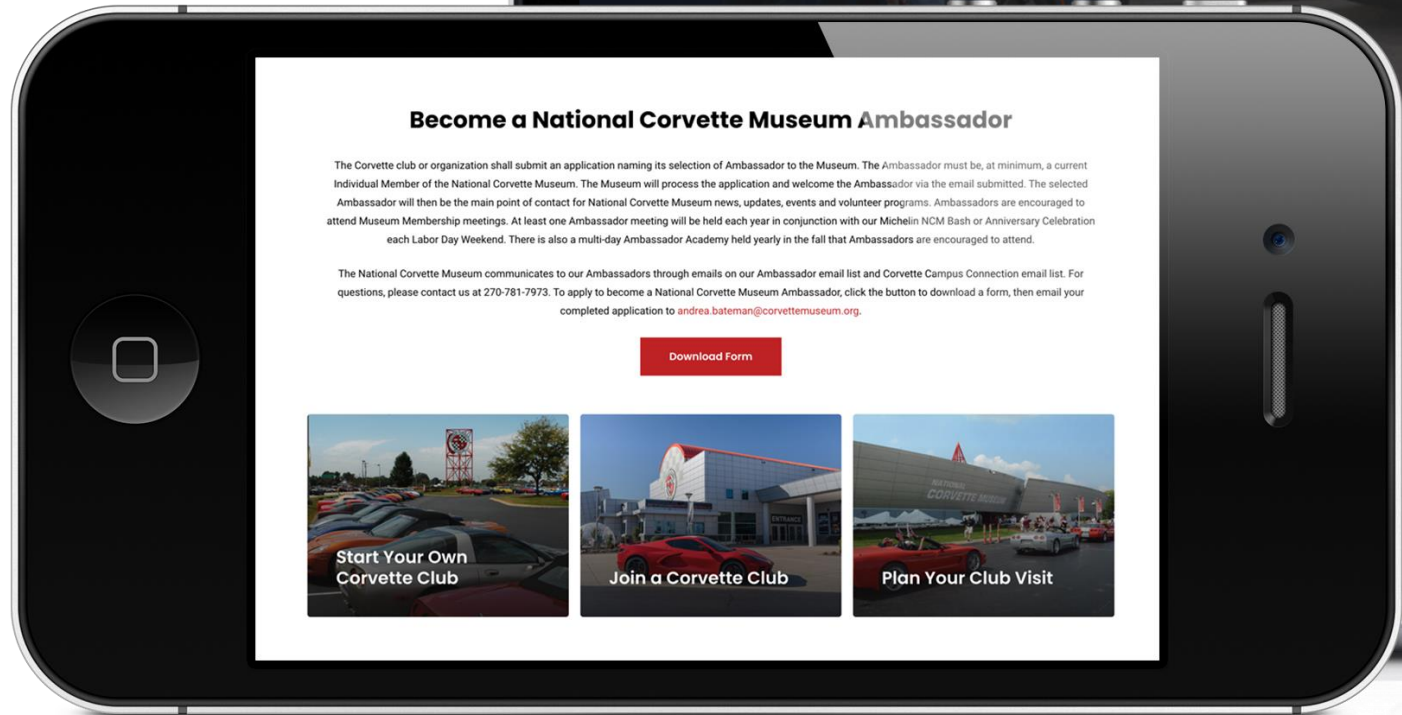 Become a National Corvette Museum Ambassador
The Corvette club or organization shall submit an application naming its selection of Ambassador to the Museum. The Ambassador must be, at minimum, a current
Individual Member of the National Corvette Museum. The Museum will process the application and welcome the Ambassador via the email submitted. The selected
Ambassador will then be the main point of contact for National Corvette Museum news, updates, events and volunteer programs. Ambassadors are encouraged to
attend Museum Membership meetings. At least one Ambassador meeting will be held each year in conjunction with our Michelin NCM Bash or Anniversary Celebration
each Labor Day Weekend. There is also a multi-day Ambassador Academy held yearly in the fall that Ambassadors are encouraged to attend.
The National Corvette Museum communicates to our Ambassadors through emails on our Ambassador email list and Corvette Campus Connection email list. For
questions, please contact us at 270-781-7973. To apply to become a National Corvette Museum Ambassador, click the button to download a form, then email your
completed application to andrea.bateman@corvettemuseum.org.
Download Form
Start Your Own
Corvette Club
ENTRANCE
Join a Corvette Club
NATIONAL
CORVETTE MUSEUM
Plan Your Club Visit